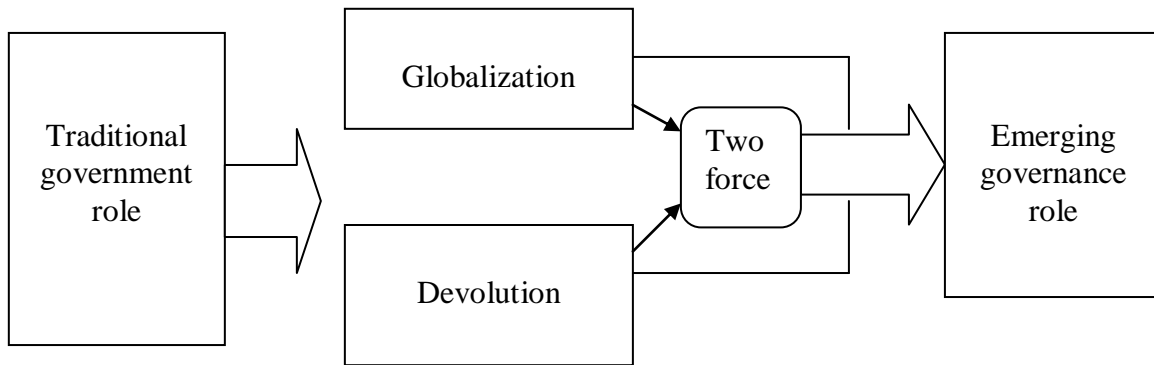 Traditional
government
role
Globalization
Devolution
Two
force
Emerging
governance
role